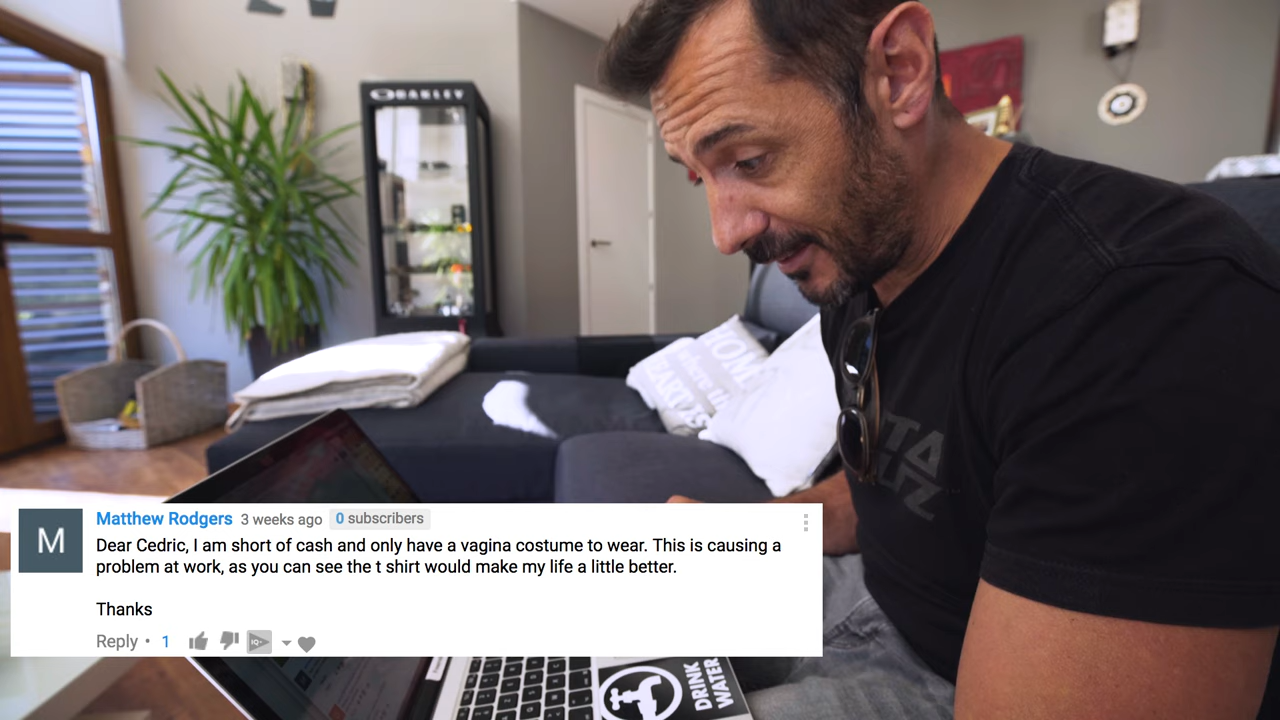 OAKLEY
HOM
Matthew Rodgers 3 weeks ago 0 subscribers
M
Dear Cedric, I am short of cash and only have a vagina costume to wear. This is causing a
problem at work, as you can see the t shirt would make my life a little better.
Thanks
Reply • 1
DRINK
WATER